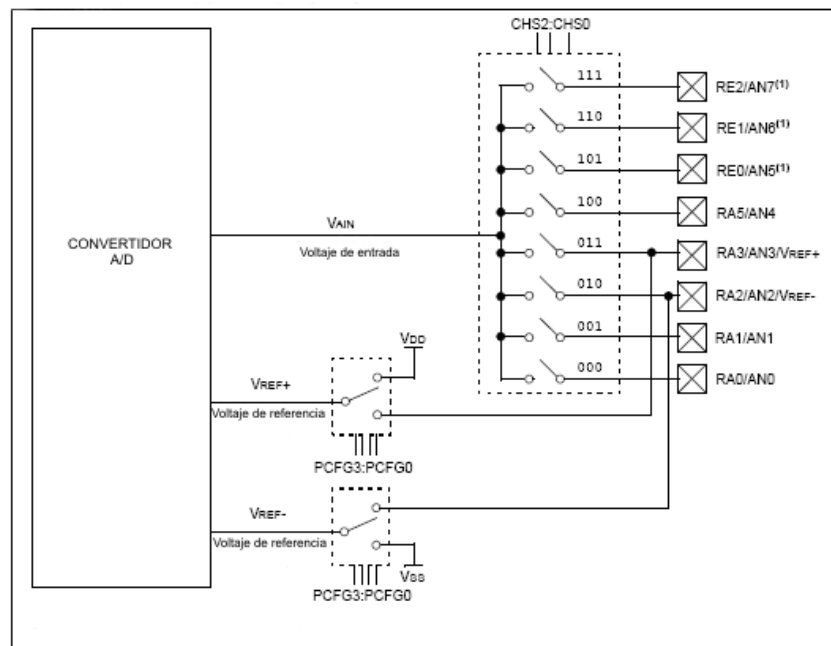 CHS2:CHS0
111
RE2/AN7(1)
110
RE1/AN6(1)
101
RE0/AN5(1)
100
RA5/AN4
VAIN
CONVERTIDOR
A/D
Voltaje de entrada
011
RA3/AN3/VREF+
010
RA2/AN2/VREF-
001
RA1/AN1
VDD
000
RA0/AN0
VREF+
Voltaje de referencia
PCFG3:PCFG0
VREF-
Voltaje de referencia
VSS
PCFG3:PCFG0